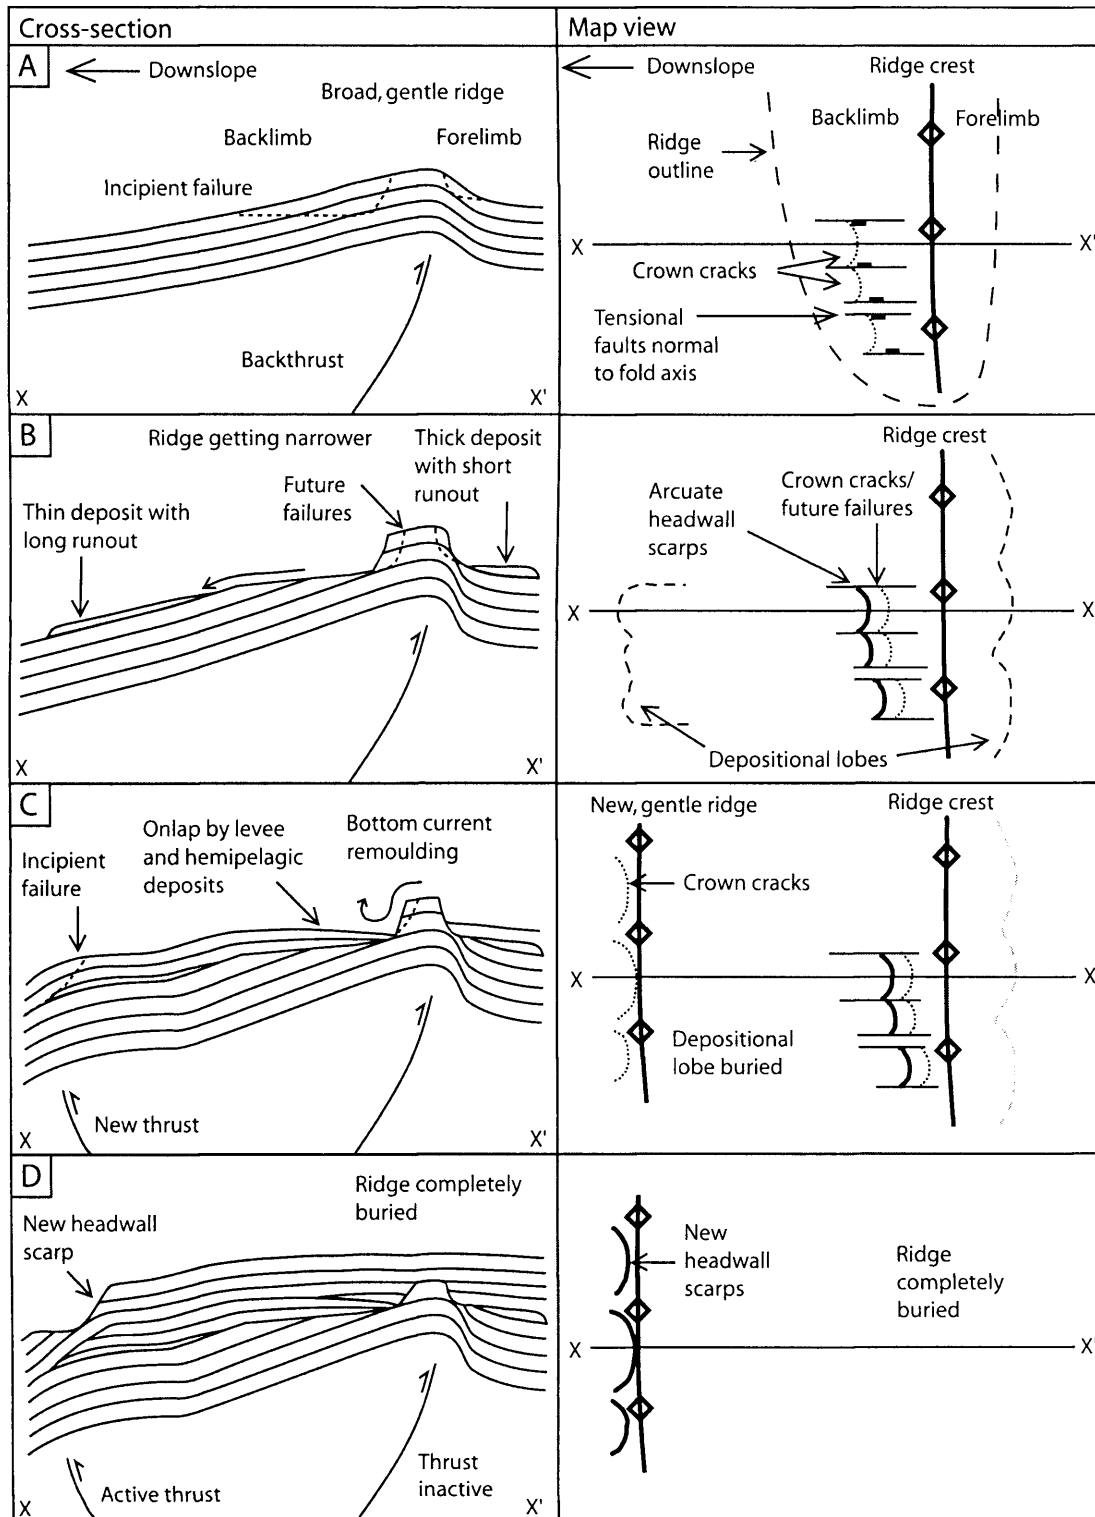 Cross-section
Map view
A
Downslope
Broad, gentle ridge
Backlimb
Forelimb
Incipient failure
Backthrust
X
X'
Downslope
Ridge crest
Backlimb
Forelimb
Ridge
outline
X
X'
Crown cracks
Tensional
faults normal
to fold axis
B
Ridge getting narrower
Thick deposit
with short
runout
Future
failures
Thin deposit with
long runout
X
X'
Ridge crest
Crown cracks/
future failures
Arcuate
headwall
scarps
X
X
Depositional lobes
C
Onlap by levee
and hemipelagic
deposits
Bottom current
remoulding
Incipient
failure
New thrust
X
X'
New, gentle ridge
Ridge crest
Crown cracks
X
X
Depositional
lobe buried
D
Ridge completely
buried
New headwall
scarp
Active thrust
Thrust
inactive
X
X'
New
headwall
scarps
Ridge
completely
buried
X
X'